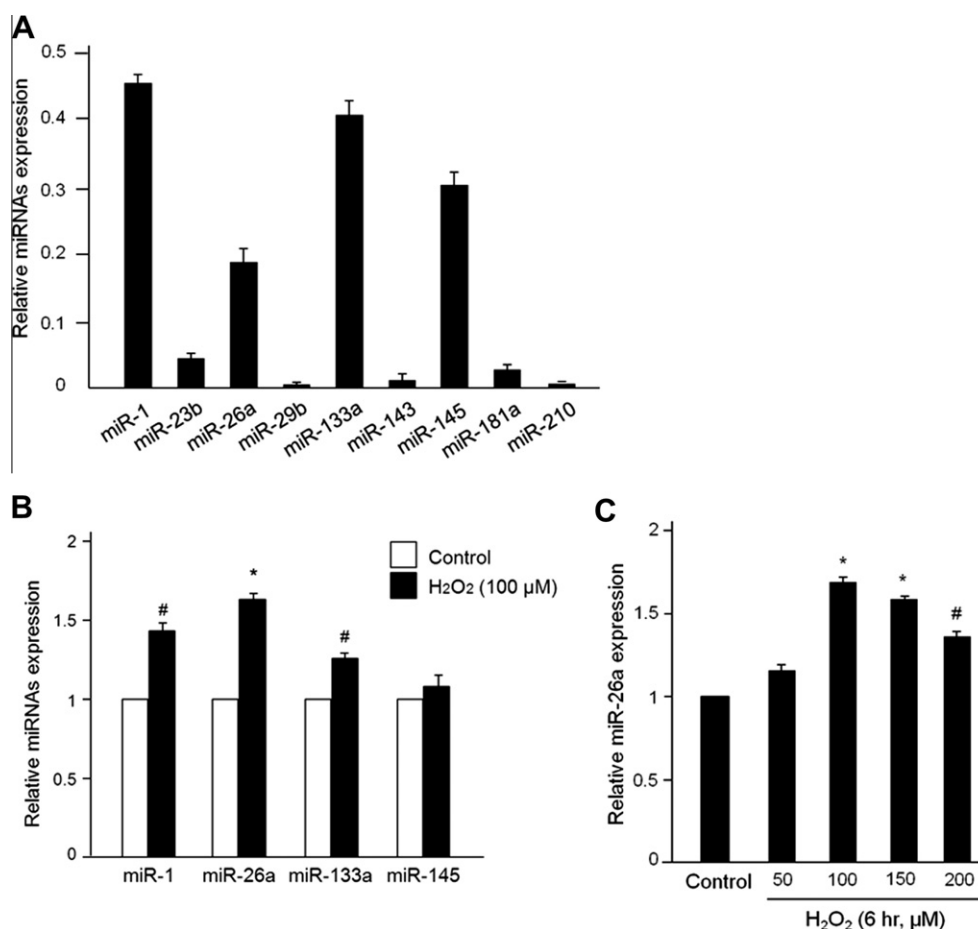 A
Relative miRNAs expression
0.5
0.4
0.3
0.2
0.1
0
miR-1
miR-23b
miR-26a
miR-29b
miR-133a
miR-143
miR-145
miR-181a
miR-210
B
Relative miRNAs expression
2
1.5
1
0.5
0
#
*
#
Control
H₂O₂ (100 µM)
miR-1 miR-26a miR-133a miR-145
C
Relative miR-26a expression
2
1.5
1
0.5
0
*
*
#
Control 50 100 150 200
H₂O₂ (6 hr, µM)